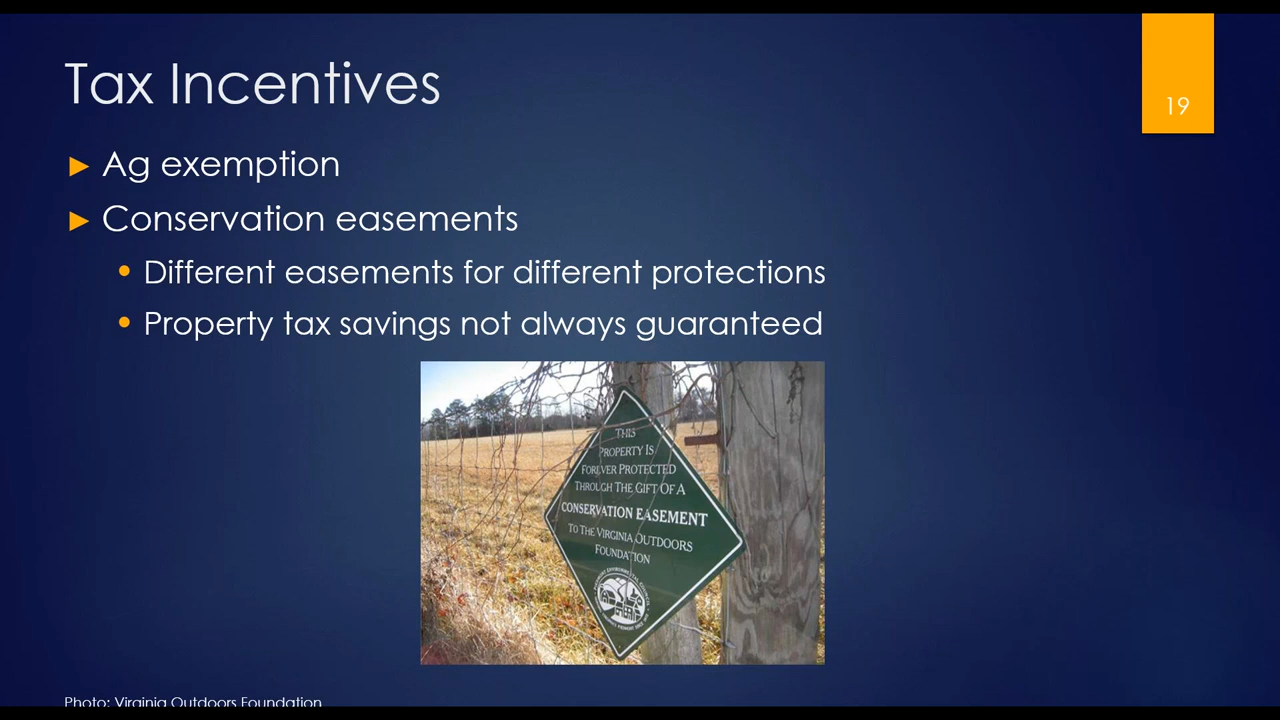 Tax Incentives
19
► Ag exemption
► Conservation easements
• Different easements for different protections
• Property tax savings not always guaranteed
THIS
PROPERTY IS
FOREVER PROTECTED
THROUGH THE GIFT OF A
CONSERVATION EASEMENT
TO THE VIRGINIA OUTDOORS
FOUNDATION
Photo: Virginia Outdoors Foundation